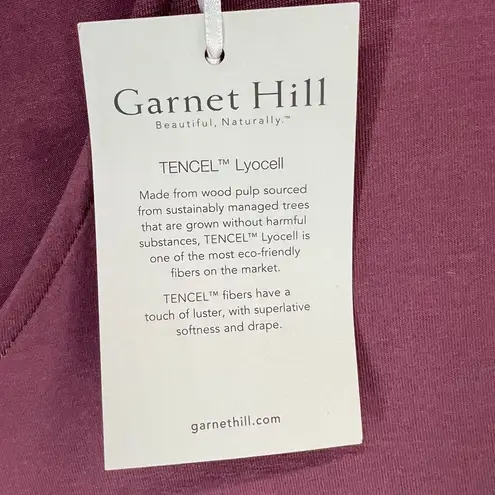 Garnet Hill
Beautiful, Naturally.™
TENCEL™ Lyocell
Made from wood pulp sourced
from sustainably managed trees
that are grown without harmful
substances, TENCEL™ Lyocell is
one of the most eco-friendly
fibers on the market.
TENCEL™ fibers have a
touch of luster, with superlative
softness and drape.
garnethill.com